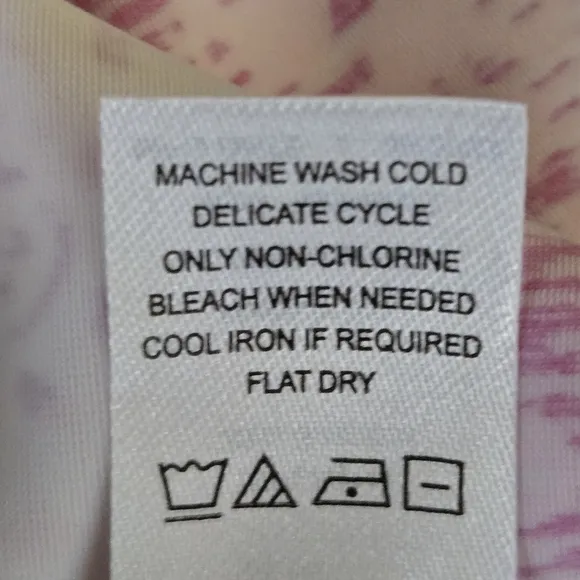 MACHINE WASH COLD
DELICATE CYCLE
ONLY NON-CHLORINE
BLEACH WHEN NEEDED
COOL IRON IF REQUIRED
FLAT DRY